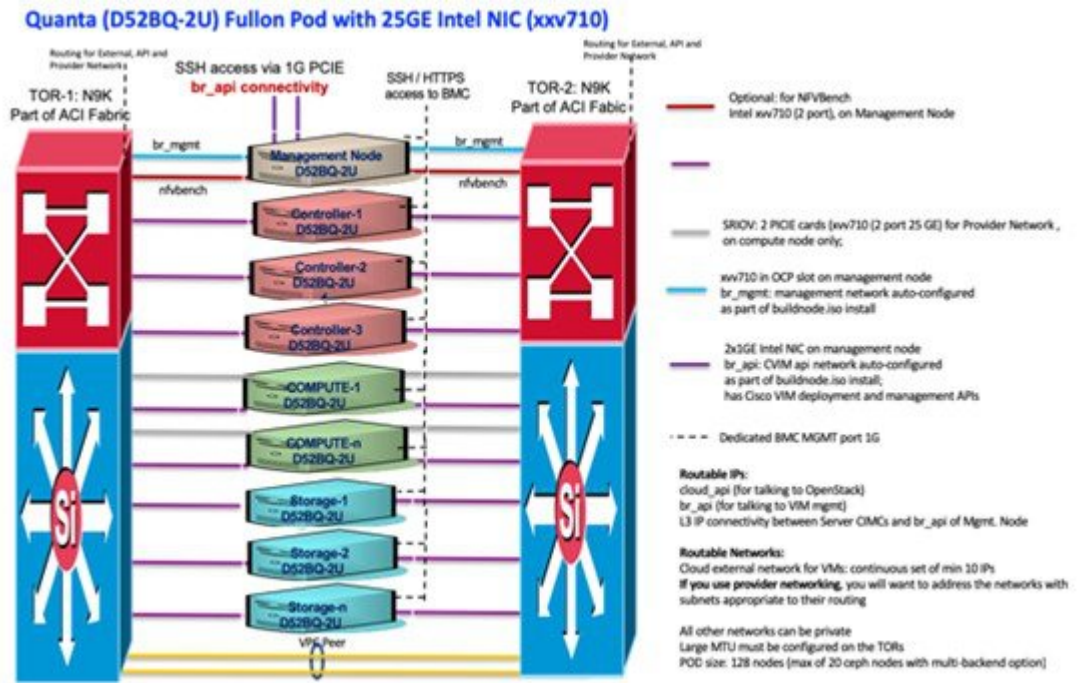 Quanta (D52BQ-2U) Fullon Pod with 25GE Intel NIC (xxv710)
Routing for External, API and
Provider Network
SSH access via 1G PCIE
br_api connectivity
SSH / HTTPS
access to BMC
Routing for External, API and
Provider Network
TOR-1: N9K
Part of ACI Fabric
TOR-2: N9K
Part of ACI Fabic
br_mgmt
Management Node
D52BQ-2U
br_mgmt
nfvbench
nfvbench
Controller-1
D52BQ-2U
Controller-2
D52BQ-2U
Controller-3
D52BQ-2U
COMPUTE-1
D52BQ-2U
COMPUTE-n
D52BQ-2U
Storage-1
D52BQ-2U
Storage-2
D52BQ-2U
Storage-n
D52BQ-2U
VPC Peer
Si
Si
Optional: for NFVBench
Intel xvv710 (2 port), on Management Node
SRIOV: 2 PICIE cards (xvv710 (2 port 25 GE) for Provider Network ,
on compute node only;
xvv710 in OCP slot on management node
br_mgmt: management network auto-configured
as part of buildnode.iso install
2x1GE Intel NIC on management node
br_api: CVIM api network auto-configured
as part of buildnode.iso install;
has Cisco VIM deployment and management APIs
Dedicated BMC MGMT port 1G
Routable IPs:
cloud_api (for talking to OpenStack)
br_api (for talking to VIM mgmt)
L3 IP connectivity between Server CIMCs and br_api of Mgmt. Node
Routable Networks:
Cloud external network for VMs: continuous set of min 10 IPs
If you use provider networking, you will want to address the networks with
subnets appropriate to their routing
All other networks can be private
Large MTU must be configured on the TORs
POD size: 128 nodes (max of 20 ceph nodes with multi-backend option)